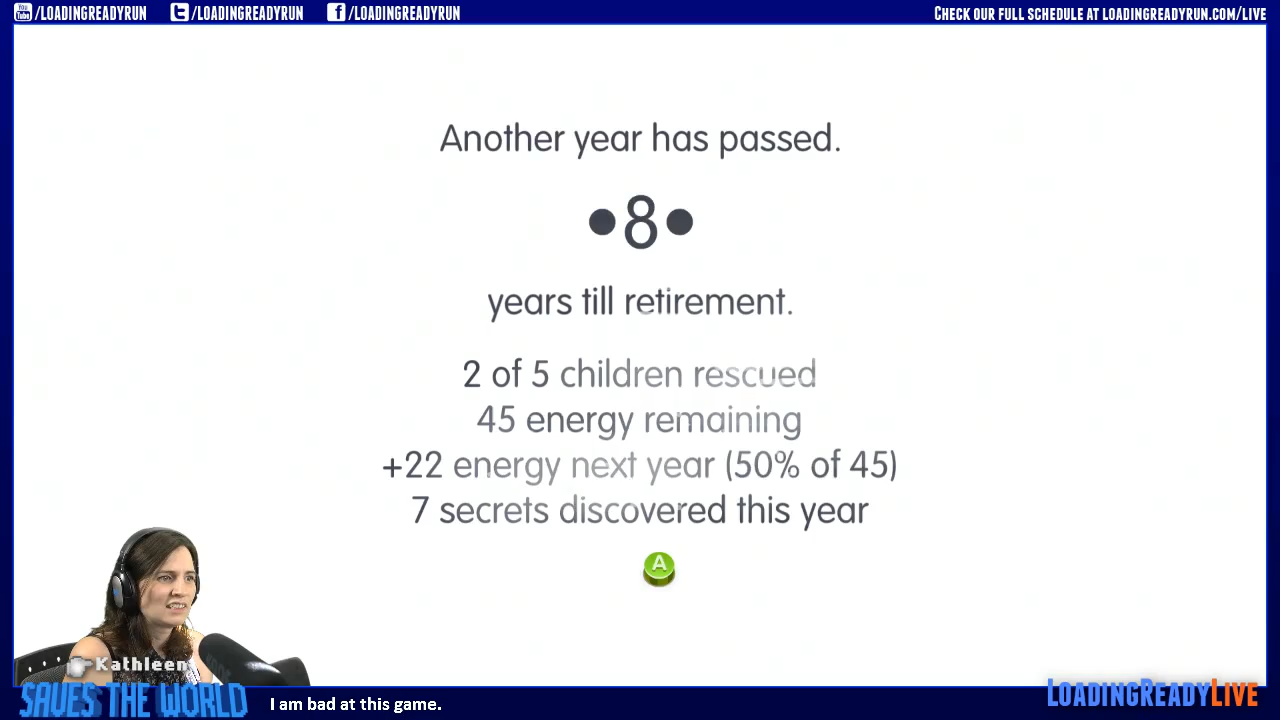 /LOADINGREADYRUN /LOADINGREADYRUN /LOADINGREADYRUN CHECK OUR FULL SCHEDULE AT LOADINGREADYRUN.COM/LIVE
Another year has passed.
•8•
years till retirement.
2 of 5 children rescued
45 energy remaining
+22 energy next year (50% of 45)
7 secrets discovered this year
A
Kathleen
SAVES THE WORLD
I am bad at this game.
LOADINGREADYLIVE